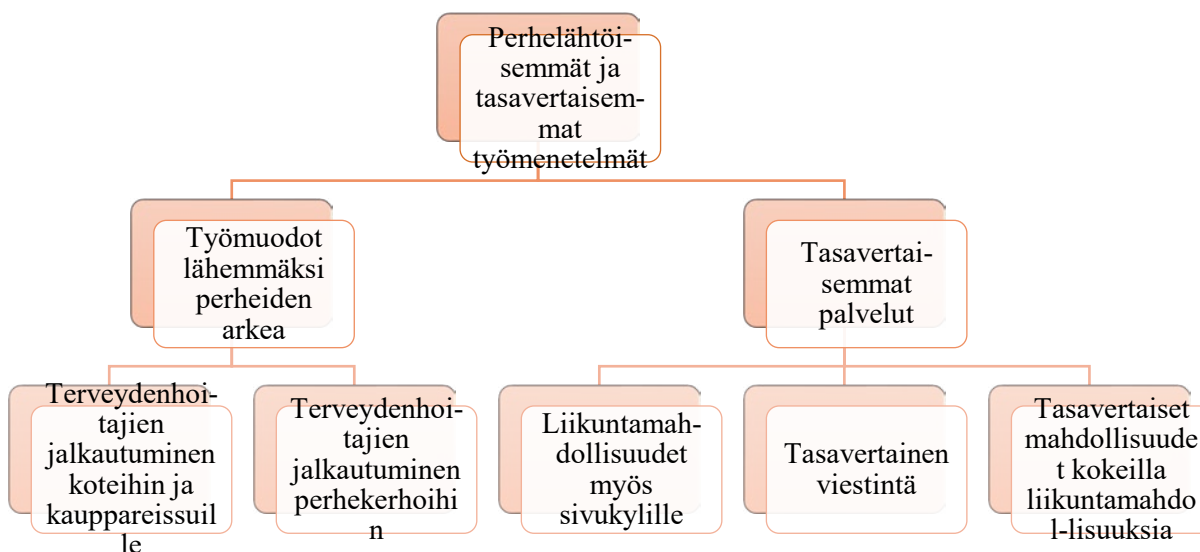 Perhelähtöi-
semmät ja
tasavertaisem-
mat
työmenetelmät
Työmuodot
lähemmäksi
perheiden
arkea
Tasavertai-
semmat
palvelut
Terveydenhoi-
tajien
jalkautuminen
koteihin ja
kauppareissuil
le
Terveydenhoi-
tajien
jalkautuminen
perhekerhoihi
n
Liikuntamah-
dollisuudet
myös
sivukylille
Tasavertainen
viestintä
Tasavertaiset
mahdollisuude
t kokeilla
liikuntamahdo
l-lisuuksia